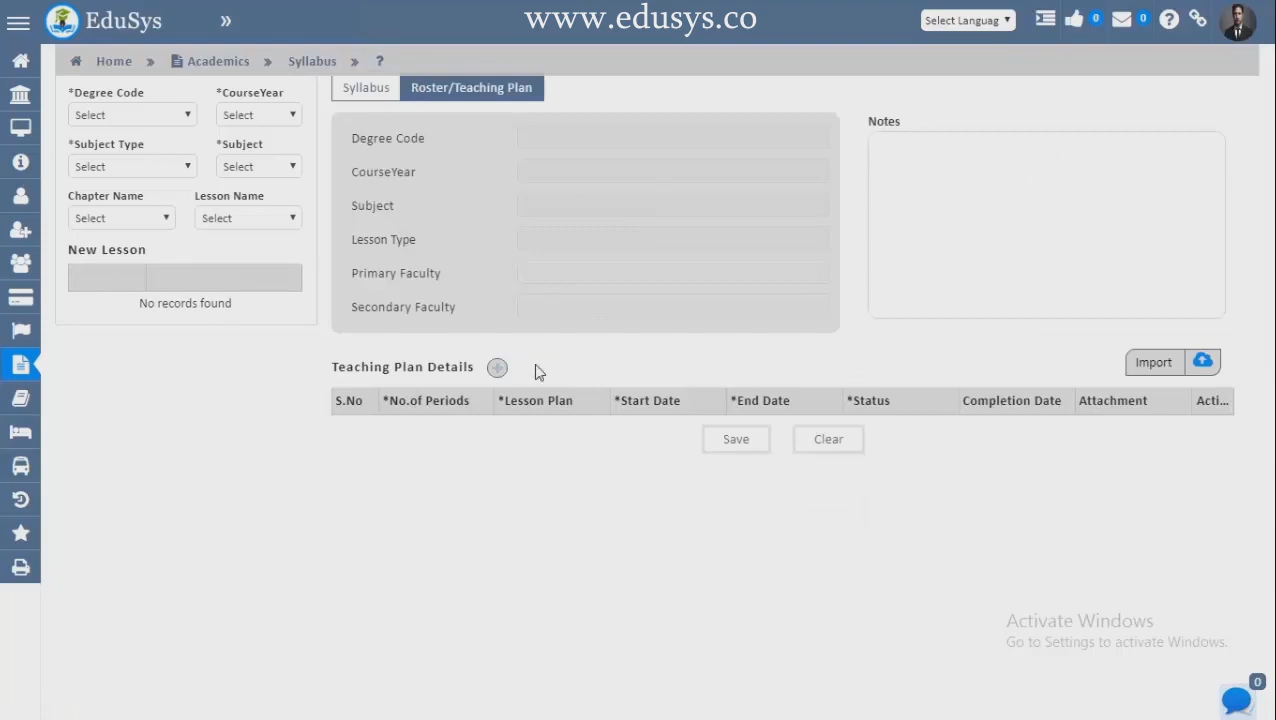 EduSys
»
www.edusys.co
Select Languag
0
0
Home » Academics » Syllabus » ?
*Degree Code
*CourseYear
Select
Select
*Subject Type
*Subject
Select
Select
Chapter Name
Lesson Name
Select
Select
New Lesson
No records found
Syllabus
Roster/Teaching Plan
Degree Code
CourseYear
Subject
Lesson Type
Primary Faculty
Secondary Faculty
Notes
Teaching Plan Details
Import
S.No
*No.of Periods
*Lesson Plan
*Start Date
*End Date
*Status
Completion Date
Attachment
Acti...
Save
Clear
Activate Windows
Go to Settings to activate Windows.
0